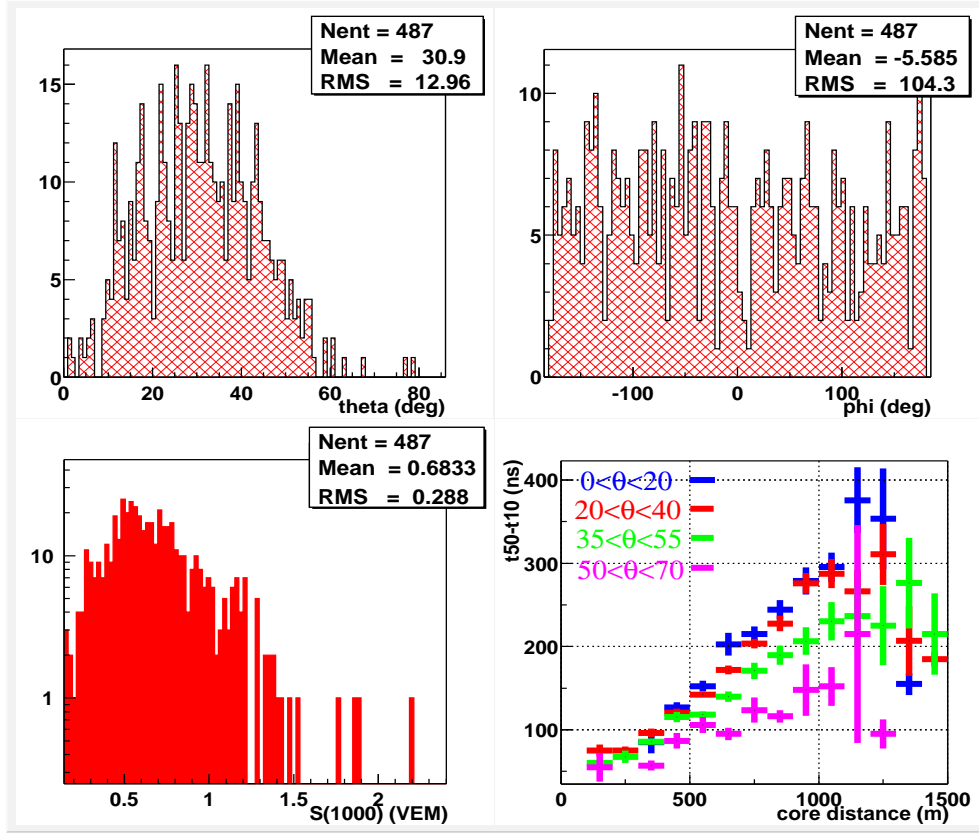 Nent = 487
Mean = 30.9
RMS = 12.96
15
10
5
0
0 20 40 60 80
theta (deg)
Nent = 487
Mean = -5.585
RMS = 104.3
10
5
0
-100 0 100
phi (deg)
Nent = 487
Mean = 0.6833
RMS = 0.288
10
1
0.5 1 1.5 2
S(1000) (VEM)
t50-t10 (ns)
400
300
200
100
0<θ<20
20<θ<40
35<θ<55
50<θ<70
0 500 1000 1500
core distance (m)